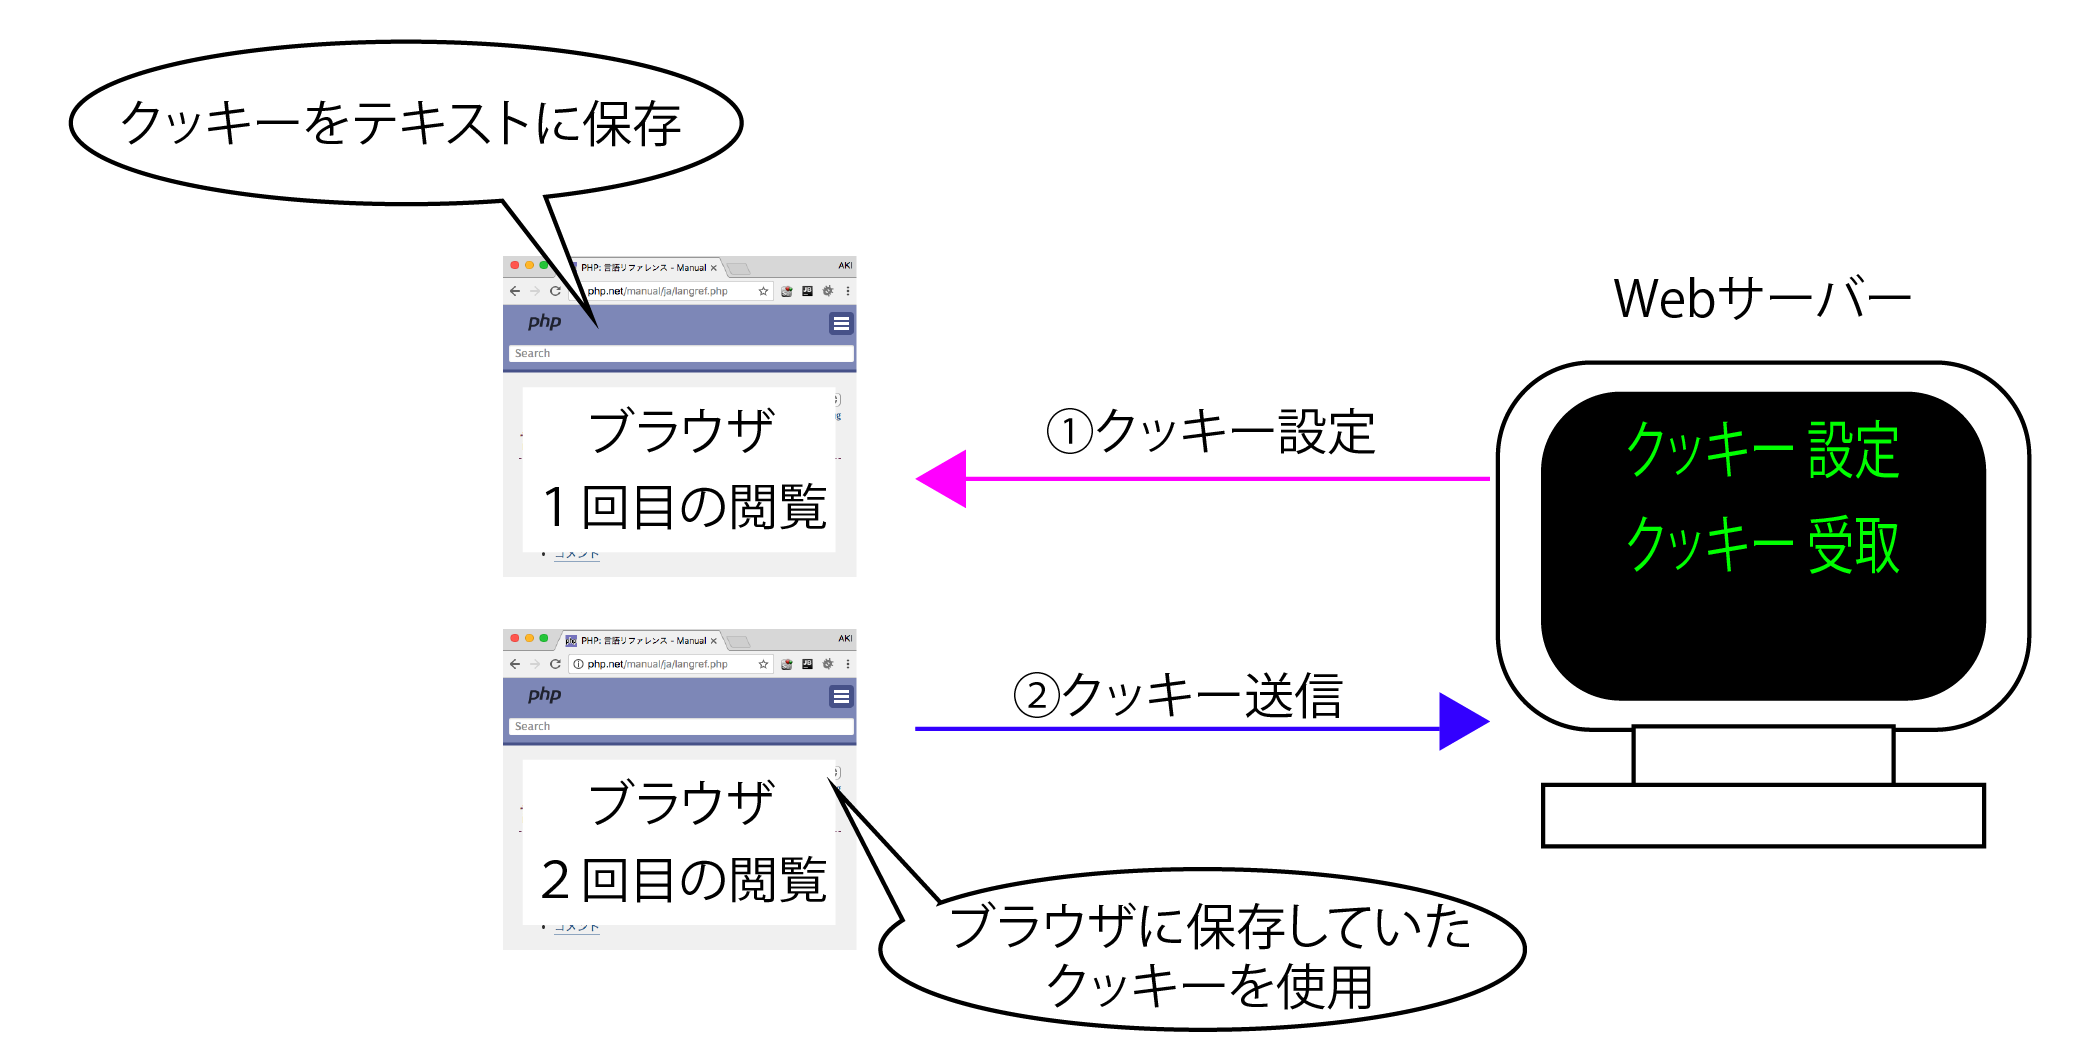 クッキーをテキストに保存
PHP: 言語リファレンス - Manual ×
AKI
php.net/manual/ja/langref.php
php
Search
ブラウザ
1回目の閲覧
コメント
①クッキー設定
Webサーバー
クッキー 設定
クッキー 受取
PHP: 言語リファレンス - Manual ×
AKI
php.net/manual/ja/langref.php
php
Search
ブラウザ
2回目の閲覧
コメント
②クッキー送信
ブラウザに保存していた
クッキーを使用